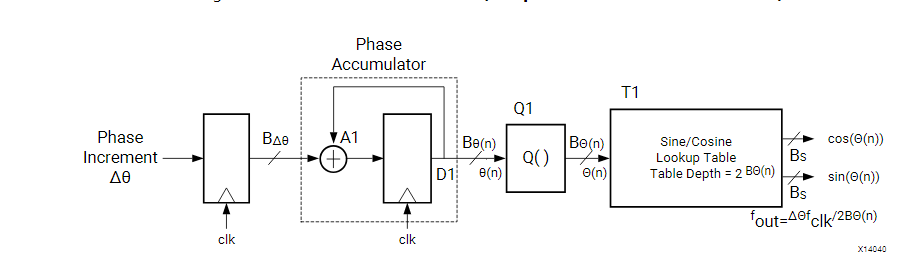 Phase
Accumulator
Phase
Increment
Δθ
clk
BΔθ
A1
D1
clk
Bθ(n)
θ(n)
Q1
Q( )
BΘ(n)
Θ(n)
T1
Sine/Cosine
Lookup Table
Table Depth = 2 BΘ(n)
Bs
cos(Θ(n))
Bs
sin(Θ(n))
fout=Δθfclk/2BΘ(n)
X14040